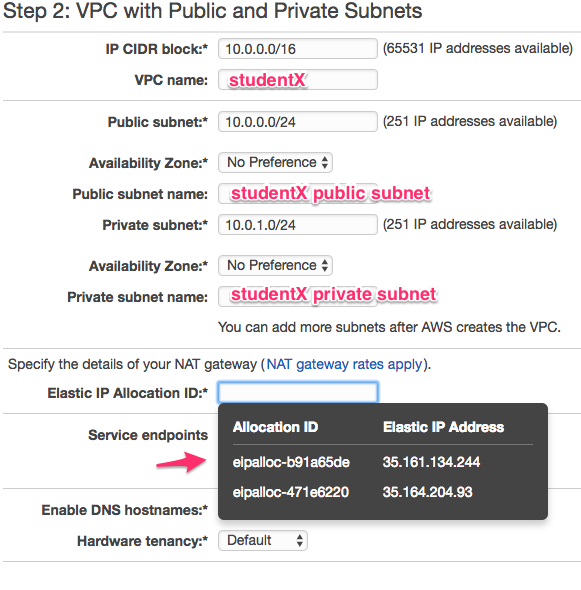 Step 2: VPC with Public and Private Subnets
IP CIDR block:* 10.0.0.0/16 (65531 IP addresses available)
VPC name: studentX
Public subnet:* 10.0.0.0/24 (251 IP addresses available)
Availability Zone:* No Preference
Public subnet name: studentX public subnet
Private subnet:* 10.0.1.0/24 (251 IP addresses available)
Availability Zone:* No Preference
Private subnet name: studentX private subnet
You can add more subnets after AWS creates the VPC.
Specify the details of your NAT gateway (NAT gateway rates apply).
Elastic IP Allocation ID:*
Allocation ID Elastic IP Address
Service endpoints
eipalloc-b91a65de 35.161.134.244
eipalloc-471e6220 35.164.204.93
Enable DNS hostnames:*
Hardware tenancy:* Default